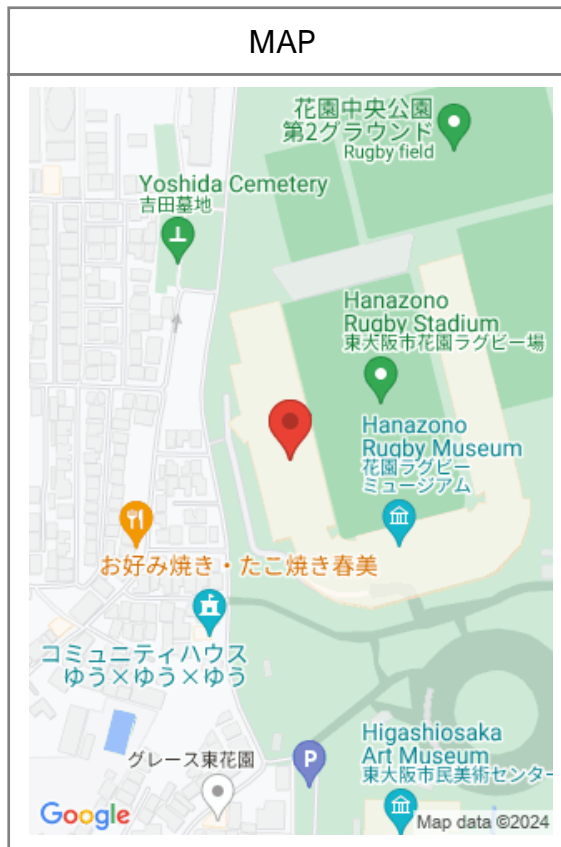 MAP
花園中央公園
第2グラウンド
Rugby field
Yoshida Cemetery
吉田墓地
Hanazono
Rugby Stadium
東大阪市花園ラグビー場
Hanazono
Rugby Museum
花園ラグビー
ミュージアム
お好み焼き・たこ焼き春美
コミュニティハウス
ゆう×ゆう×ゆう
Higashiosaka
Art Museum
東大阪市民美術センター
グレース東花園
P
Google
Map data ©2024